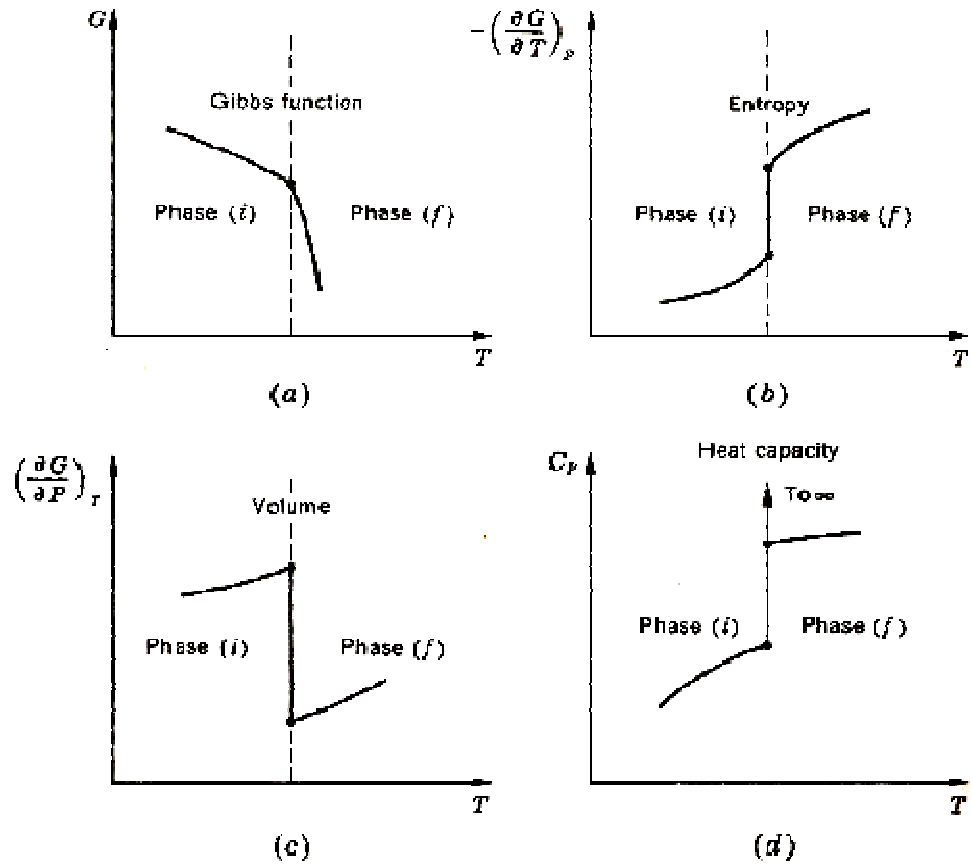 G
Gibbs function
Phase (i) Phase (f)
T
(a)
−(∂G/∂T)_P
Entropy
Phase (i) Phase (f)
T
(b)
(∂G/∂P)_T
Volume
Phase (i) Phase (f)
T
(c)
C_P
Heat capacity
To ∞
Phase (i) Phase (f)
T
(d)